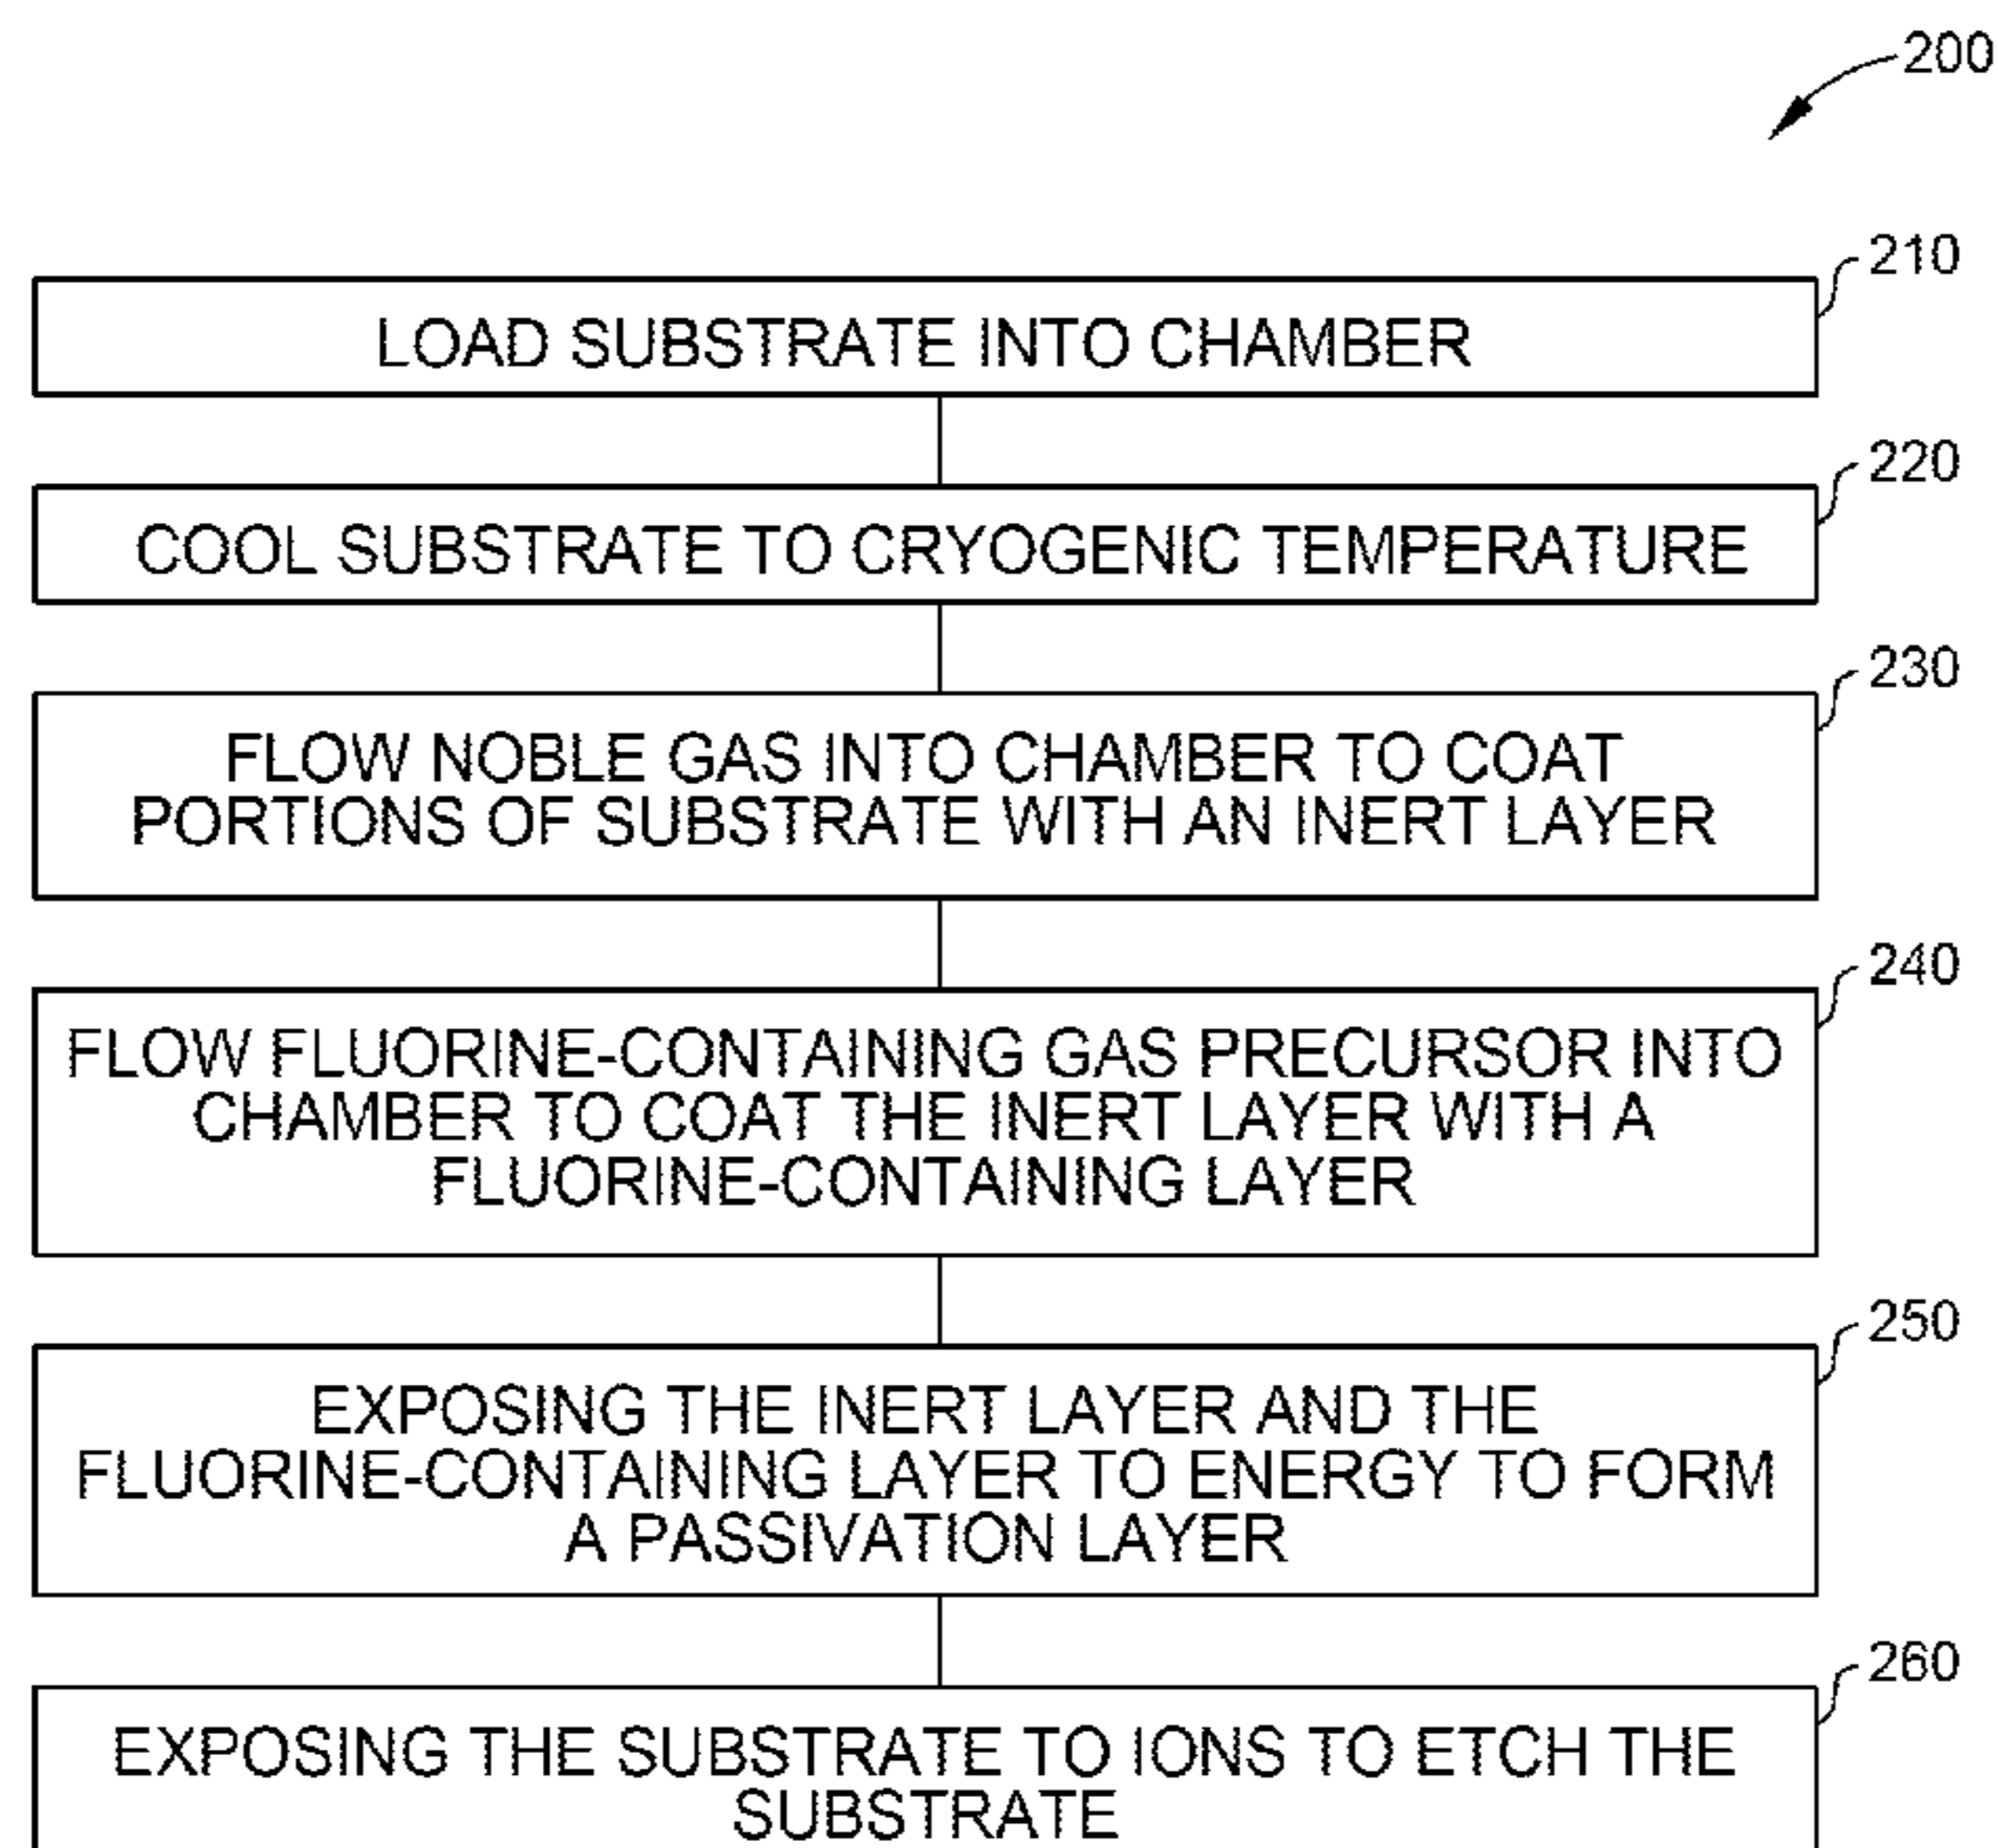 200
210
LOAD SUBSTRATE INTO CHAMBER
220
COOL SUBSTRATE TO CRYOGENIC TEMPERATURE
230
FLOW NOBLE GAS INTO CHAMBER TO COAT
PORTIONS OF SUBSTRATE WITH AN INERT LAYER
240
FLOW FLUORINE-CONTAINING GAS PRECURSOR INTO
CHAMBER TO COAT THE INERT LAYER WITH A
FLUORINE-CONTAINING LAYER
250
EXPOSING THE INERT LAYER AND THE
FLUORINE-CONTAINING LAYER TO ENERGY TO FORM
A PASSIVATION LAYER
260
EXPOSING THE SUBSTRATE TO IONS TO ETCH THE
SUBSTRATE